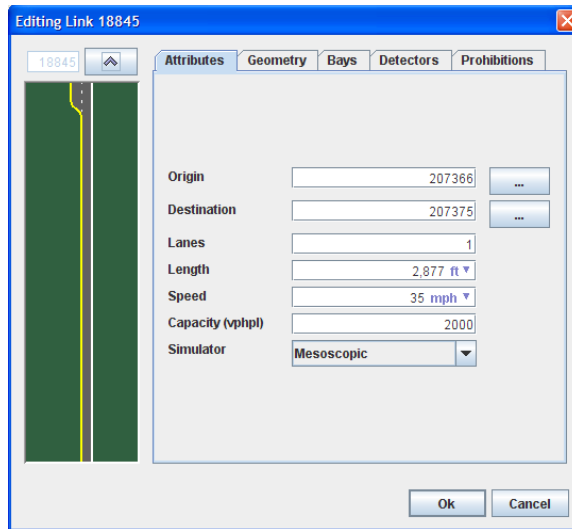 Editing Link 18845
18845 Attributes Geometry Bays Detectors Prohibitions
Origin 207366 ...
Destination 207375 ...
Lanes 1
Length 2,877 ft
Speed 35 mph
Capacity (vphpl) 2000
Simulator Mesoscopic
Ok Cancel